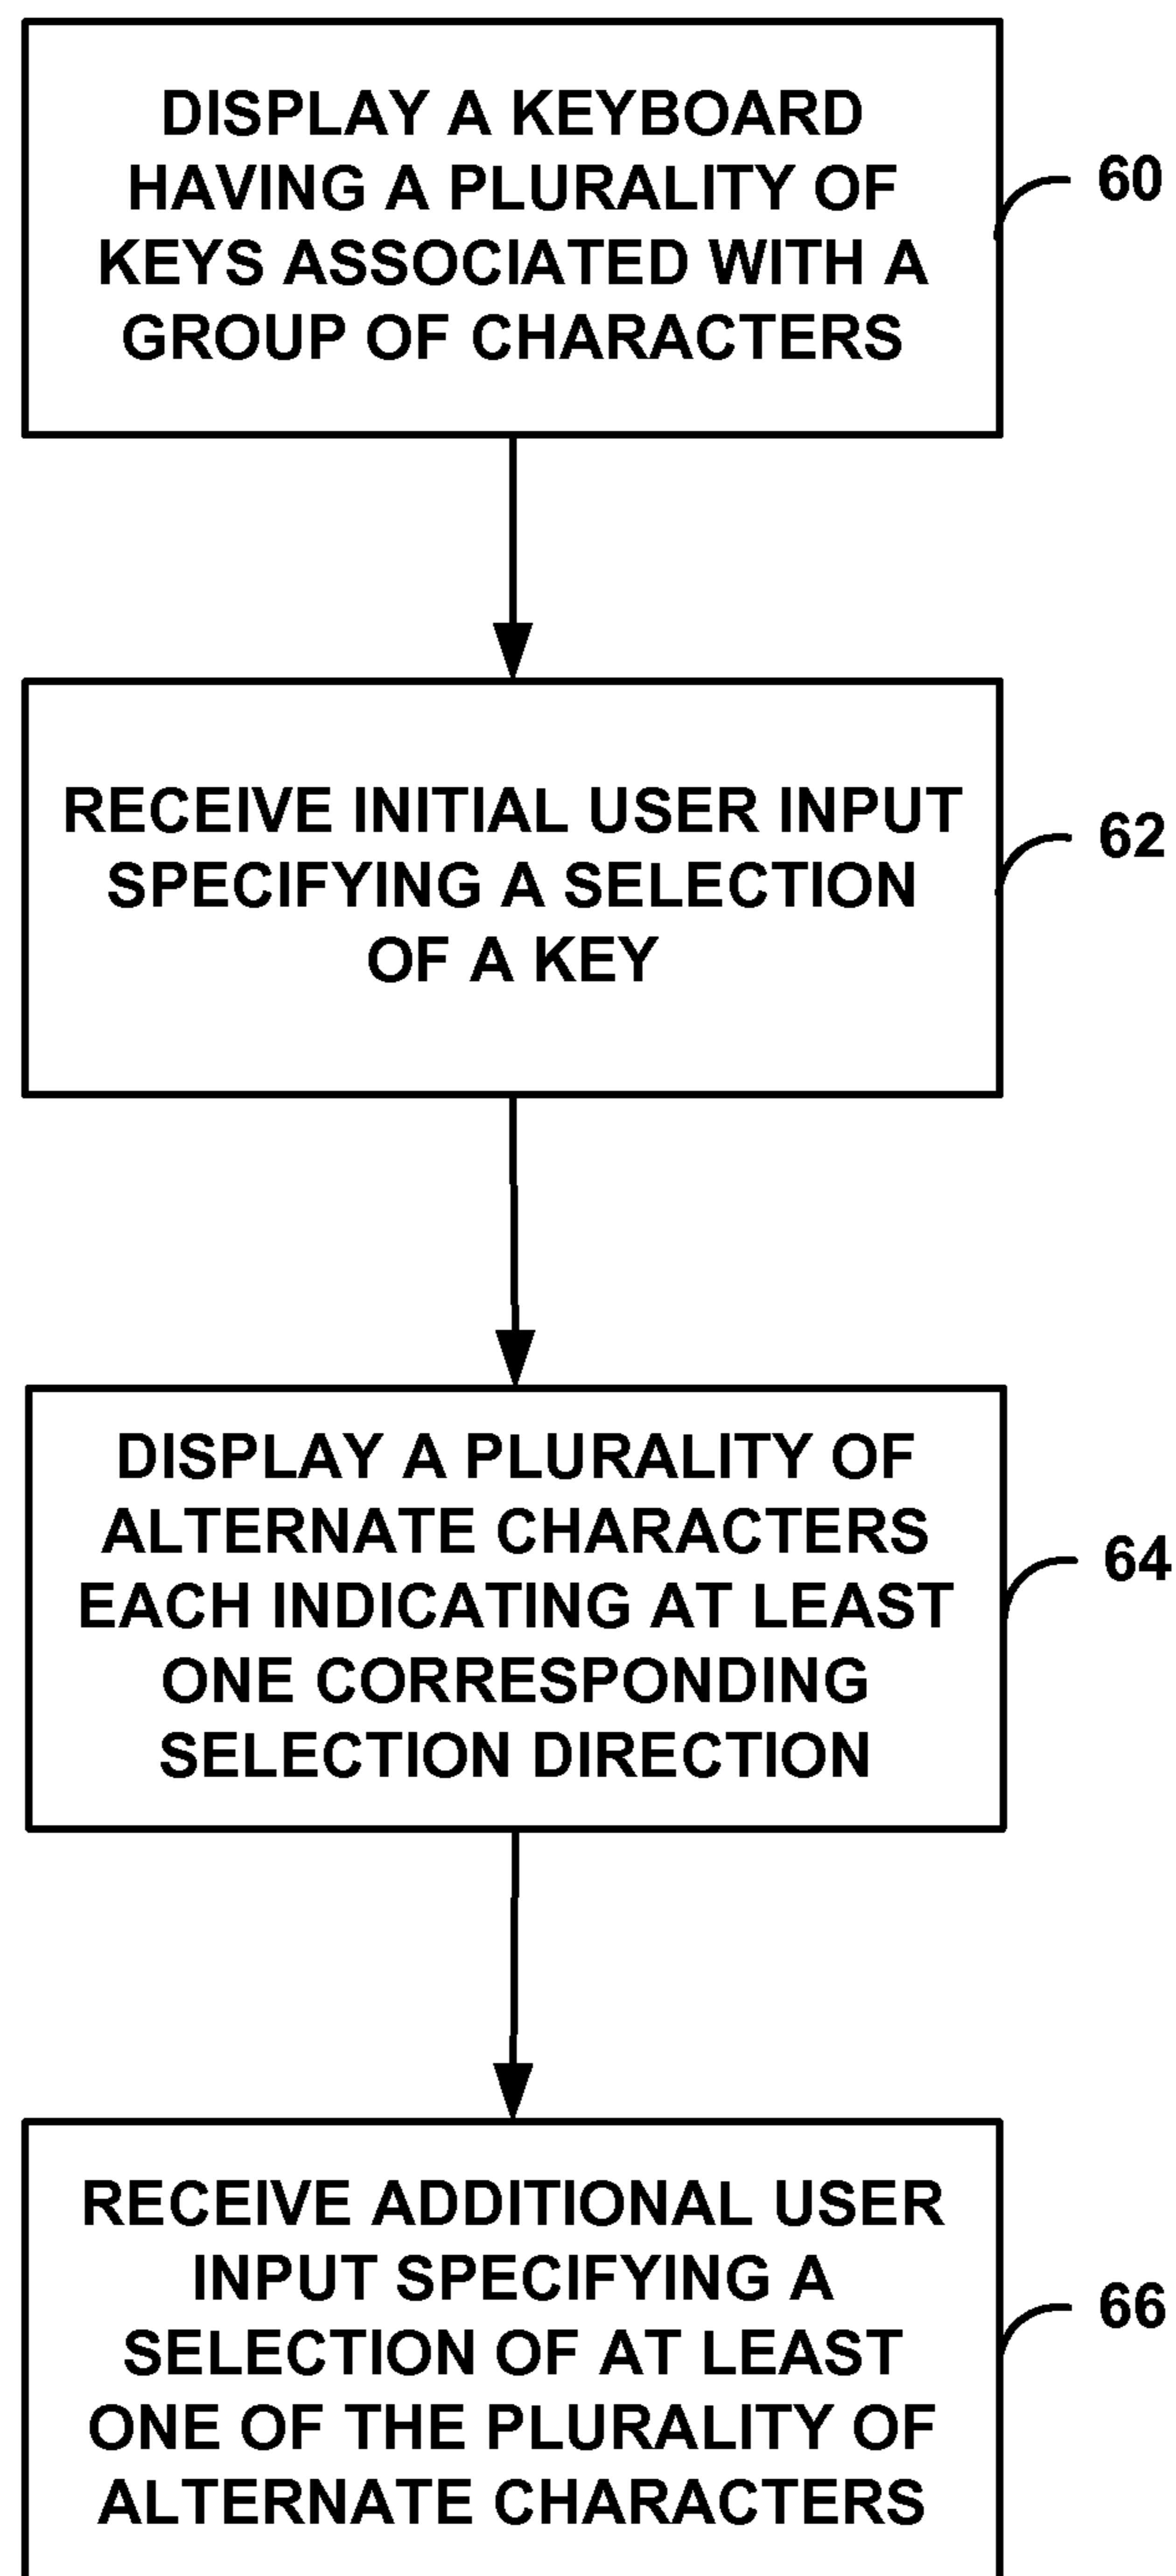 DISPLAY A KEYBOARD
HAVING A PLURALITY OF
KEYS ASSOCIATED WITH A
GROUP OF CHARACTERS
60
RECEIVE INITIAL USER INPUT
SPECIFYING A SELECTION
OF A KEY
62
DISPLAY A PLURALITY OF
ALTERNATE CHARACTERS
EACH INDICATING AT LEAST
ONE CORRESPONDING
SELECTION DIRECTION
64
RECEIVE ADDITIONAL USER
INPUT SPECIFYING A
SELECTION OF AT LEAST
ONE OF THE PLURALITY OF
ALTERNATE CHARACTERS
66